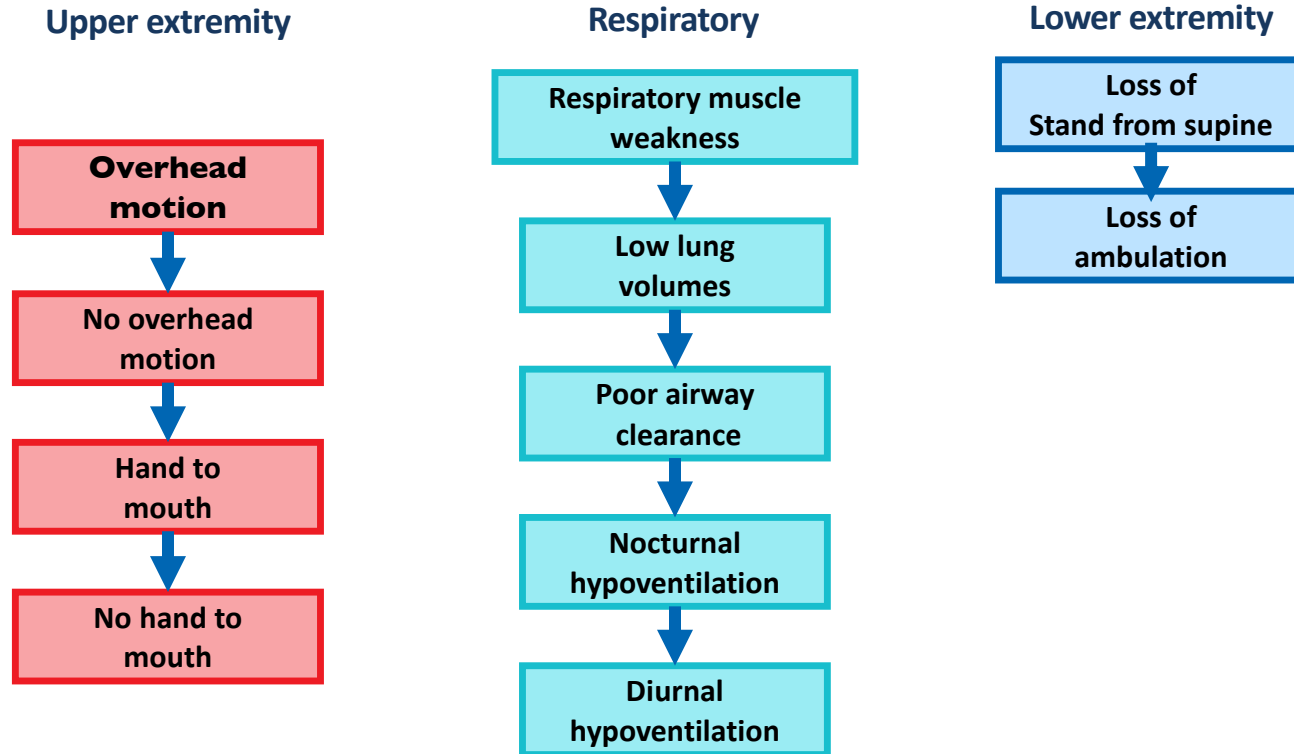 Upper extremity
Overhead
motion
No overhead
motion
Hand to
mouth
No hand to
mouth
Respiratory
Respiratory muscle
weakness
Low lung
volumes
Poor airway
clearance
Nocturnal
hypoventilation
Diurnal
hypoventilation
Lower extremity
Loss of
Stand from supine
Loss of
ambulation